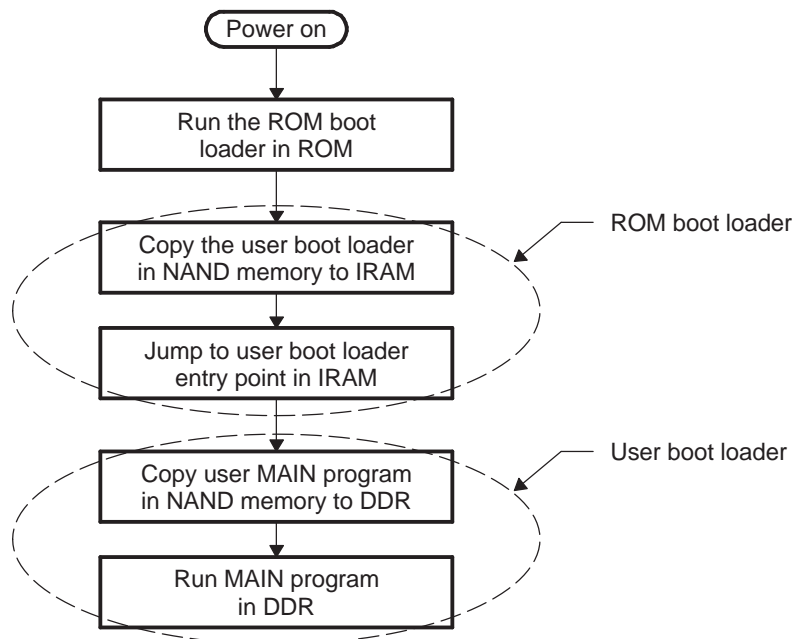 Power on
Run the ROM boot
loader in ROM
ROM boot loader
Copy the user boot loader
in NAND memory to IRAM
Jump to user boot loader
entry point in IRAM
User boot loader
Copy user MAIN program
in NAND memory to DDR
Run MAIN program
in DDR